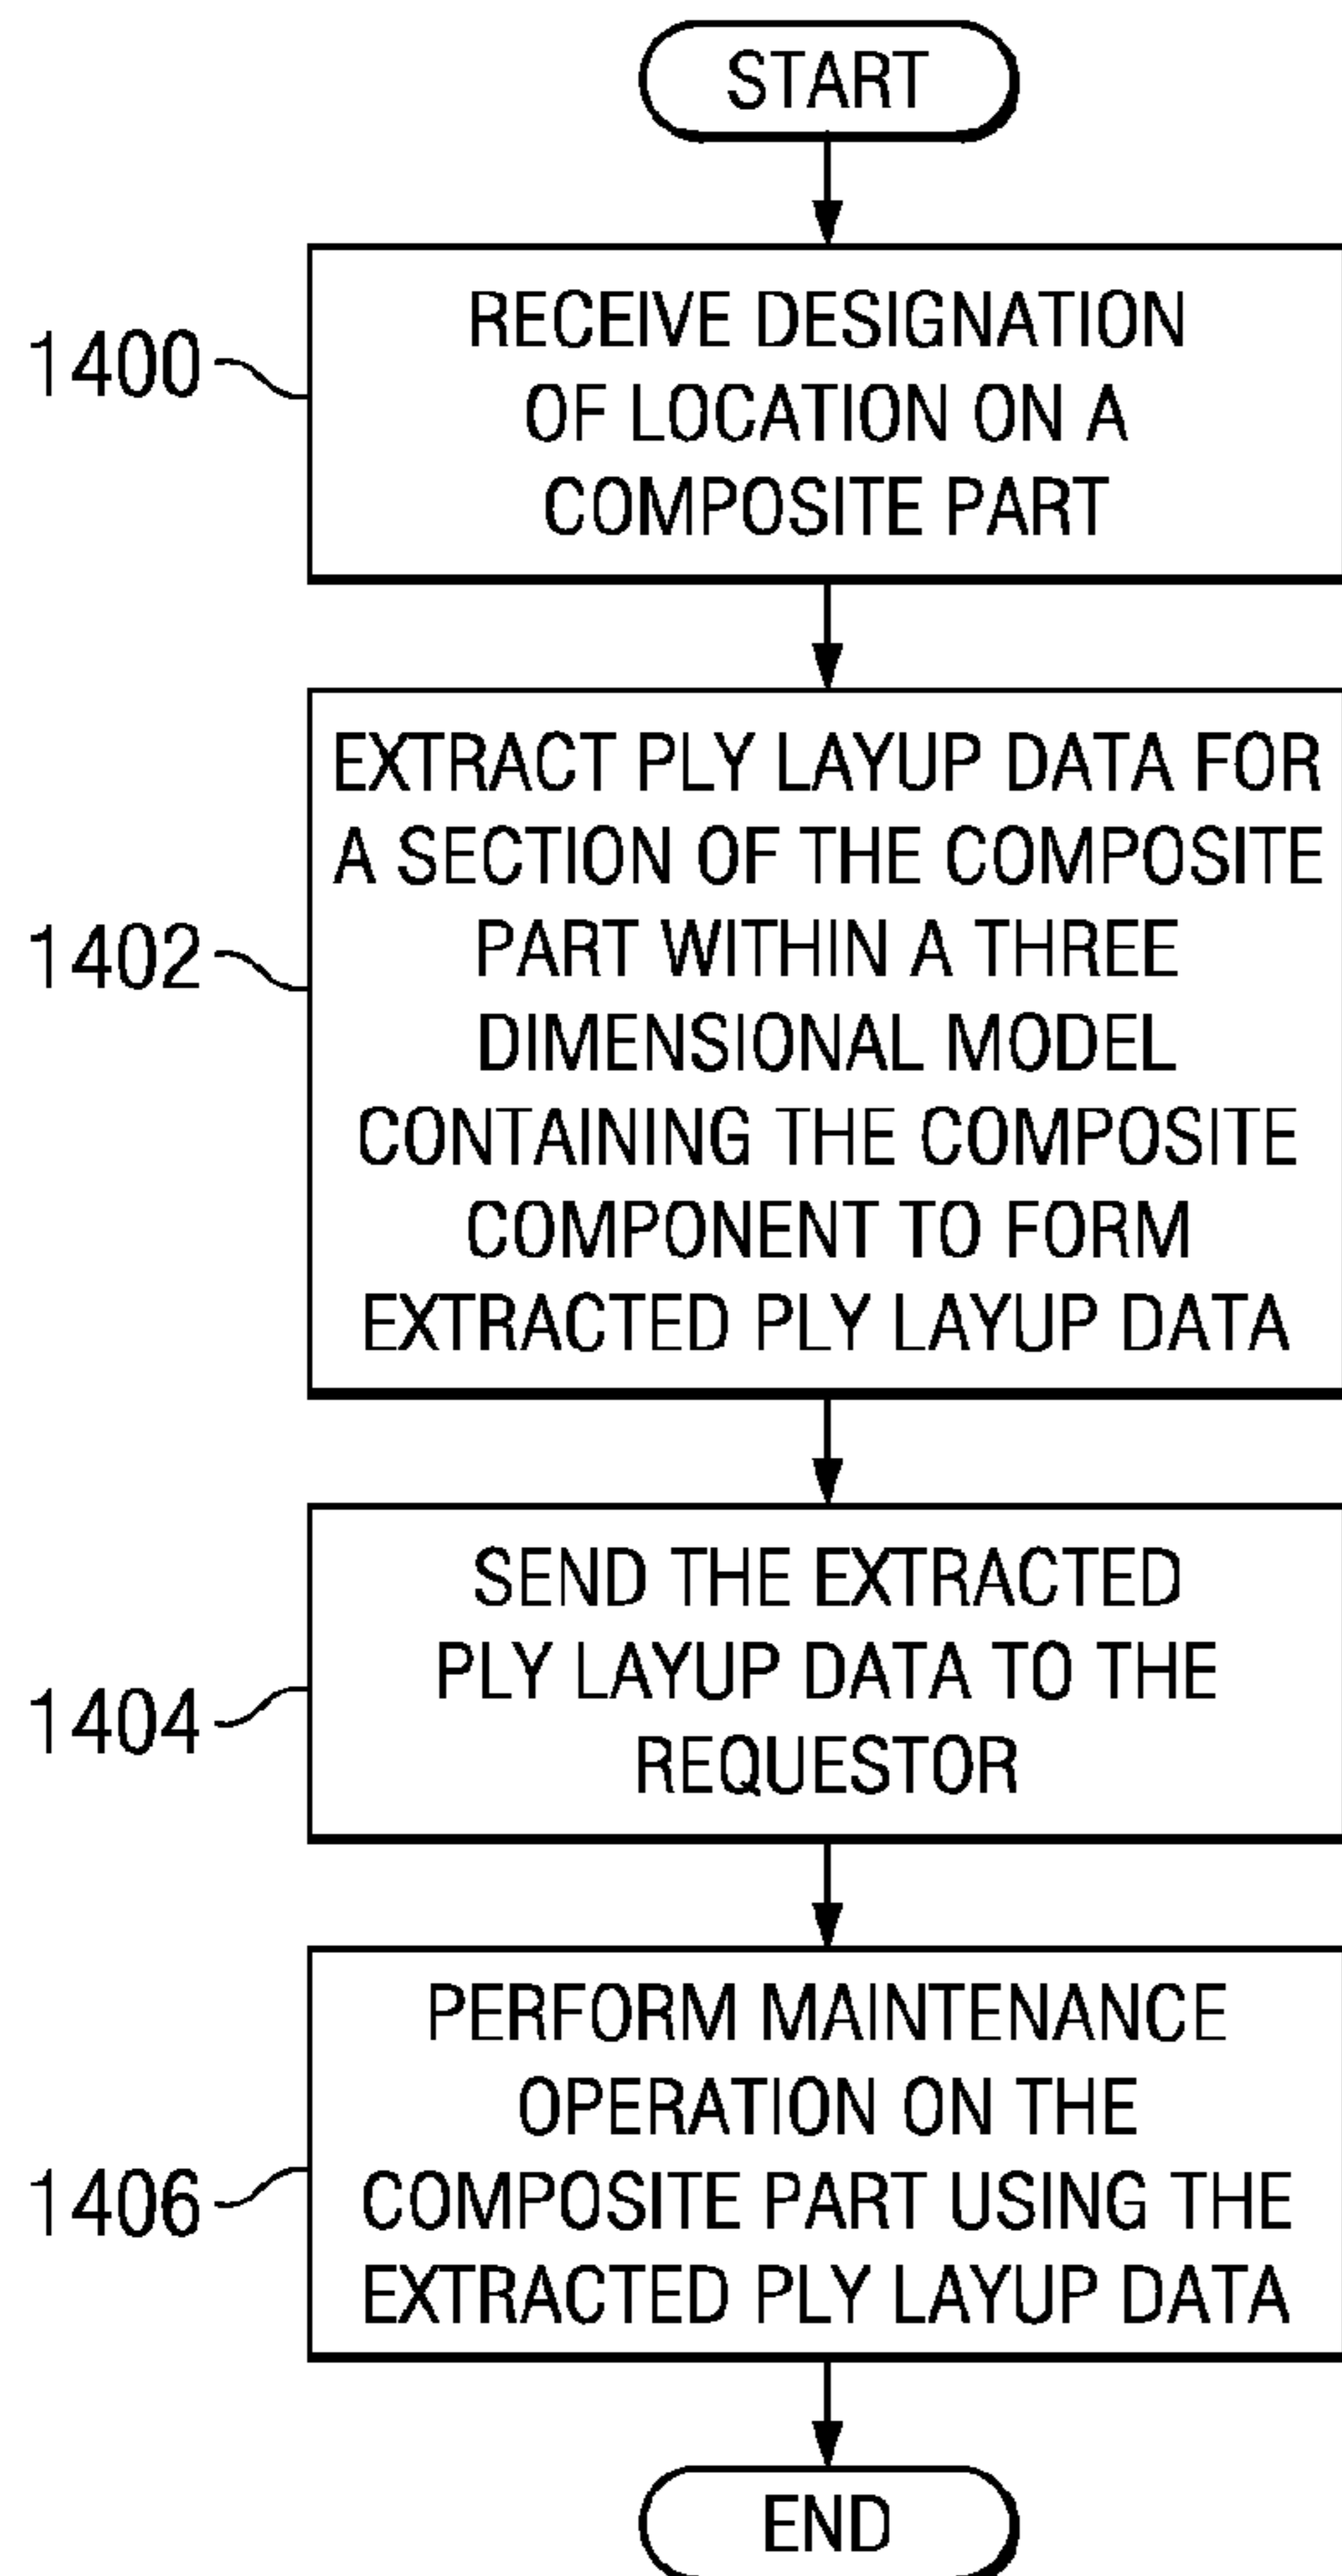 START
1400
RECEIVE DESIGNATION
OF LOCATION ON A
COMPOSITE PART
1402
EXTRACT PLY LAYUP DATA FOR
A SECTION OF THE COMPOSITE
PART WITHIN A THREE
DIMENSIONAL MODEL
CONTAINING THE COMPOSITE
COMPONENT TO FORM
EXTRACTED PLY LAYUP DATA
1404
SEND THE EXTRACTED
PLY LAYUP DATA TO THE
REQUESTOR
1406
PERFORM MAINTENANCE
OPERATION ON THE
COMPOSITE PART USING THE
EXTRACTED PLY LAYUP DATA
END